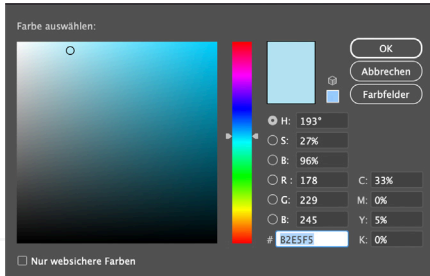 Farbe auswählen:
OK
Abbrechen
Farbfelder
H: 193°
S: 27%
B: 96%
R : 178 C: 33%
G: 229 M: 0%
B: 245 Y: 5%
# B2E5F5 K: 0%
Nur websichere Farben